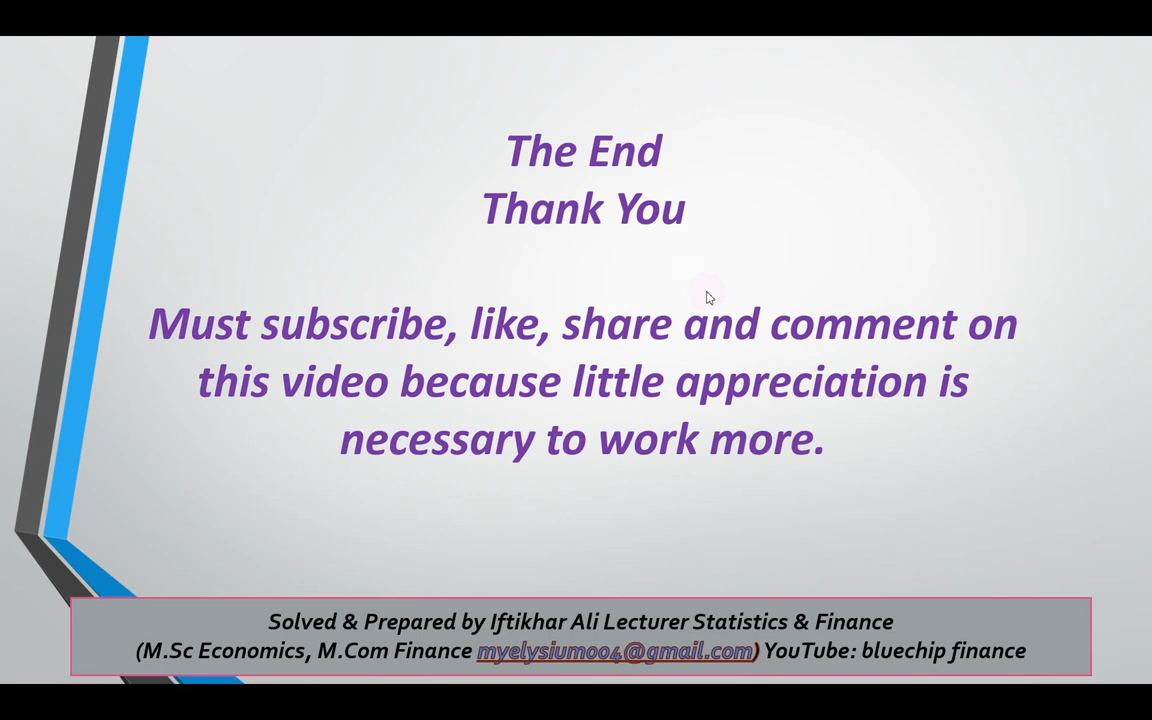 The End
Thank You
Must subscribe, like, share and comment on
this video because little appreciation is
necessary to work more.
Solved & Prepared by Iftikhar Ali Lecturer Statistics & Finance
(M.Sc Economics, M.Com Finance myelysium004@gmail.com) YouTube: bluechip finance